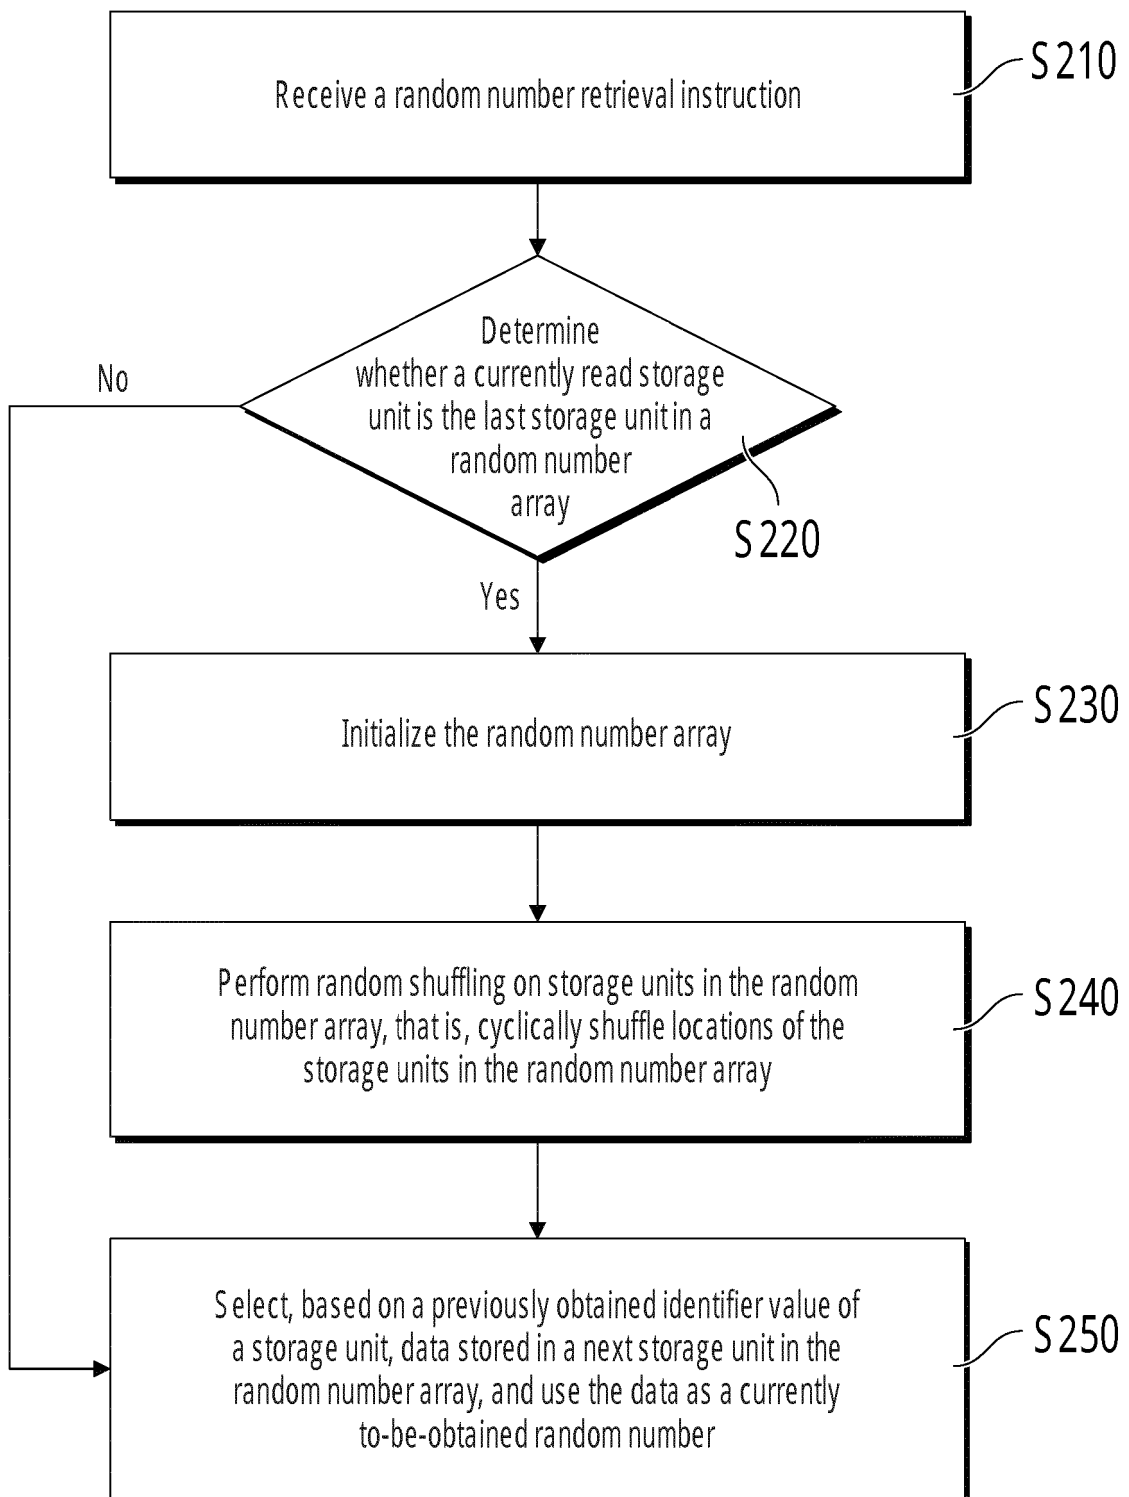 Receive a random number retrieval instruction
S210
Determine
whether a currently read storage
unit is the last storage unit in a
random number
array
No
S220
Yes
Initialize the random number array
S230
Perform random shuffling on storage units in the random
number array, that is, cyclically shuffle locations of the
storage units in the random number array
S240
Select, based on a previously obtained identifier value of
a storage unit, data stored in a next storage unit in the
random number array, and use the data as a currently
to-be-obtained random number
S250